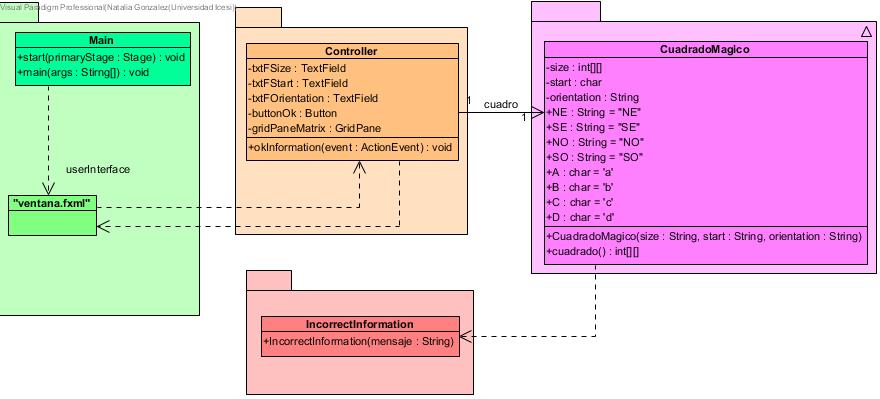 Visual Paradigm Professional(Natalia Gonzalez(Universidad Icesi))
Main
+start(primaryStage : Stage) : void
+main(args : Stirng[]) : void
userInterface
"ventana.fxml"
Controller
-txtFSize : TextField
-txtFStart : TextField
-txtFOrientation : TextField
-buttonOk : Button
-gridPaneMatrix : GridPane
+okInformation(event : ActionEvent) : void
1
cuadro
1
CuadradoMagico
-size : int[][]
-start : char
-orientation : String
+NE : String = "NE"
+SE : String = "SE"
+NO : String = "NO"
+SO : String = "SO"
+A : char = 'a'
+B : char = 'b'
+C : char = 'c'
+D : char = 'd'
+CuadradoMagico(size : String, start : String, orientation : String)
+cuadrado() : int[][]
IncorrectInformation
+IncorrectInformation(mensaje : String)